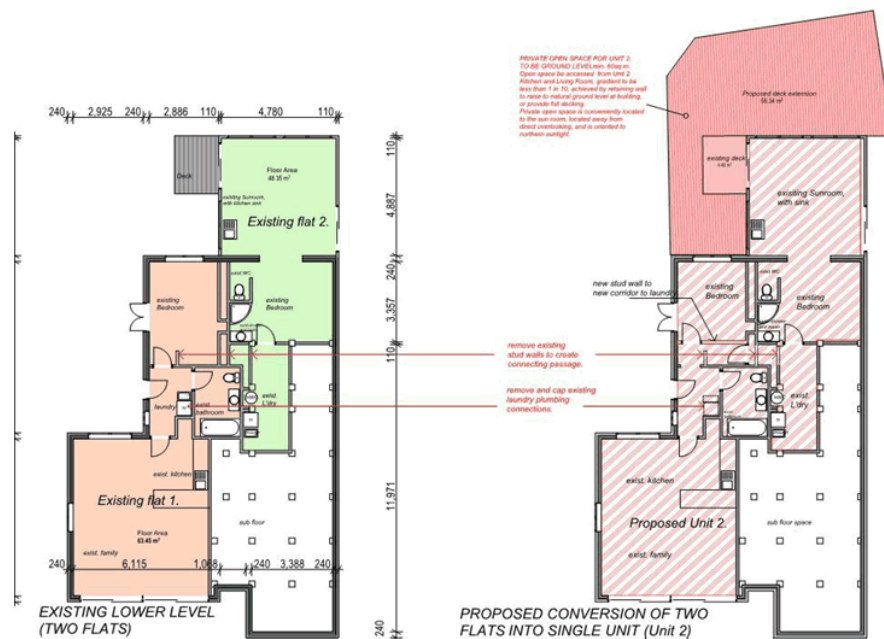 PRIVATE OPEN SPACE FOR UNIT 2.
TO BE GROUND LEVEL min. 60sq m
Open space be accessed from Unit 2
Kitchen and Living Room, gradient to be
less than 1 in 10, achieved by retaining wall
to raise to natural ground level at building,
or provide full decking.
Private open space is conveniently located
to the sun room, located away from
direct overlooking, and is oriented to
northern sunlight.
Proposed deck extension
existing deck
240 2,925 2,886 110 4,780 110
Floor Area
48.35 m²
Deck
existing Sunroom,
with kitchen sink
Existing flat 2.
110
4,887
240
3,357
110
11,971
240
exist WC
existing
Bedroom
existing
Bedroom
laundry
exist.
bathroom
exist
L'dry
exist. kitchen
Existing flat 1.
Floor Area
63.45 m²
exist. family
sub floor
240 6,115 1,068 240 3,388 240
EXISTING LOWER LEVEL
(TWO FLATS)
remove existing
stud walls to create
connecting passage.
remove and cap existing
laundry plumbing
connections.
new stud wall to
new corridor to laundry
exisiting Sunroom,
with sink
exist WC
existing
Bedroom
existing
Bedroom
exist.
L'dry
exist. kitchen
Proposed Unit 2.
exist. family
sub floor space
PROPOSED CONVERSION OF TWO
FLATS INTO SINGLE UNIT (Unit 2)